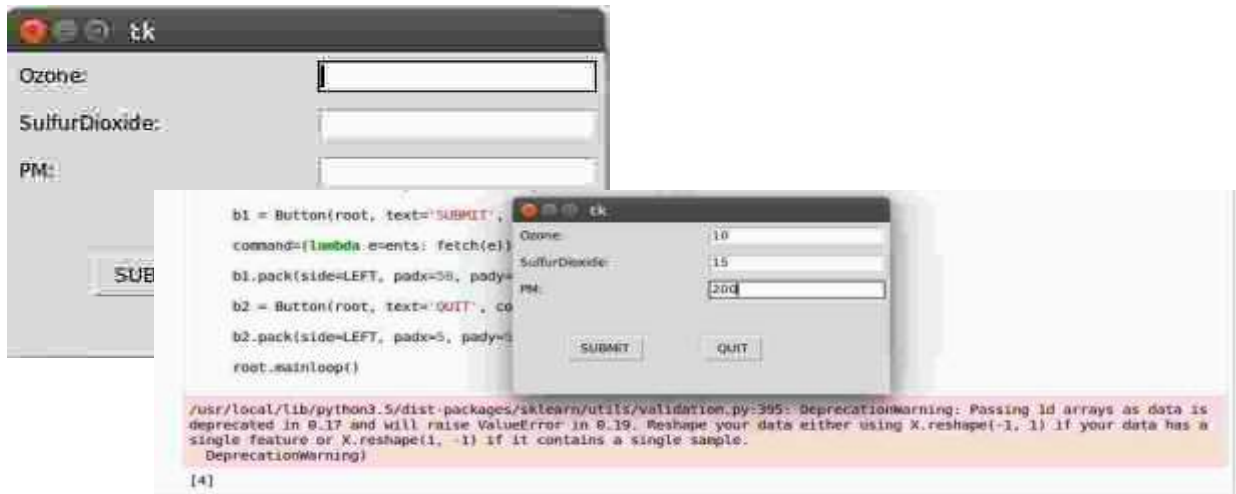 tk
Ozone:
SulfurDioxide:
PM:
SUB
b1 = Button(root, text='SUBMIT',
command=(lambda e=ents: fetch(e))
b1.pack(side=LEFT, padx=50, pady=
b2 = Button(root, text='QUIT', co
b2.pack(side=LEFT, padx=5, pady=5
root.mainloop()
tk
Ozone: 10
SulfurDioxide: 15
PM: 200
SUBMIT QUIT
/usr/local/lib/python3.5/dist-packages/sklearn/utils/validation.py:395: DeprecationWarning: Passing 1d arrays as data is
deprecated in 0.17 and will raise ValueError in 0.19. Reshape your data either using X.reshape(-1, 1) if your data has a
single feature or X.reshape(1, -1) if it contains a single sample.
DeprecationWarning)
[4]